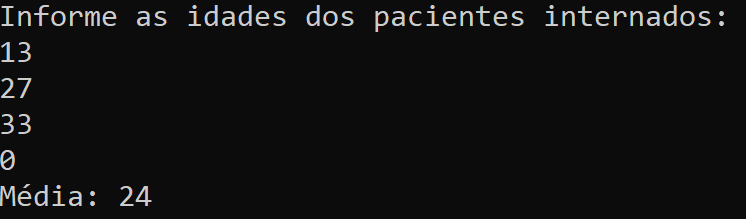 Informe as idades dos pacientes internados:
13
27
33
0
Média: 24